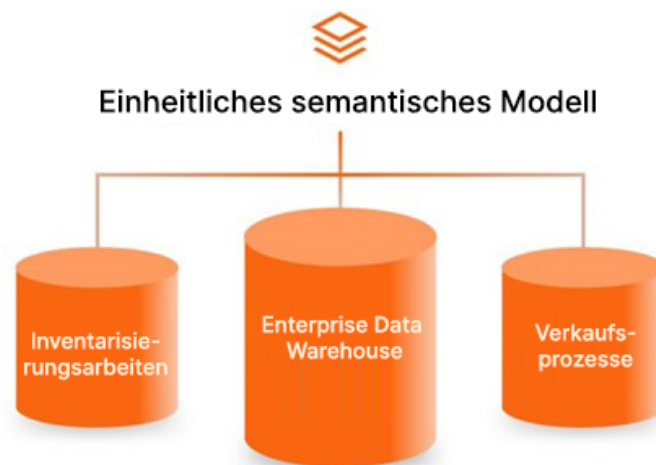 Einheitliches semantisches Modell
Inventarisie-
rungsarbeiten
Enterprise Data
Warehouse
Verkaufs-
prozesse